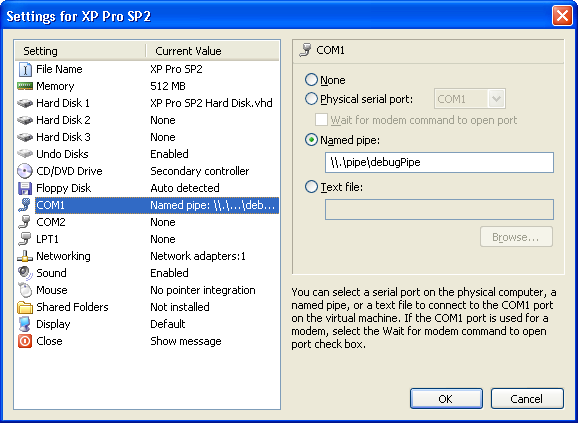 Settings for XP Pro SP2
Setting Current Value
File Name XP Pro SP2
Memory 512 MB
Hard Disk 1 XP Pro SP2 Hard Disk.vhd
Hard Disk 2 None
Hard Disk 3 None
Undo Disks Enabled
CD/DVD Drive Secondary controller
Floppy Disk Auto detected
COM1 Named pipe: \\.\...\deb...
COM2 None
LPT1 None
Networking Network adapters:1
Sound Enabled
Mouse No pointer integration
Shared Folders Not installed
Display Default
Close Show message
COM1
None
Physical serial port: COM1
Wait for modem command to open port
Named pipe:
\\.\pipe\debugPipe
Text file:
Browse...
You can select a serial port on the physical computer, a
named pipe, or a text file to connect to the COM1 port
on the virtual machine. If the COM1 port is used for a
modem, select the Wait for modem command to open
port check box.
OK Cancel